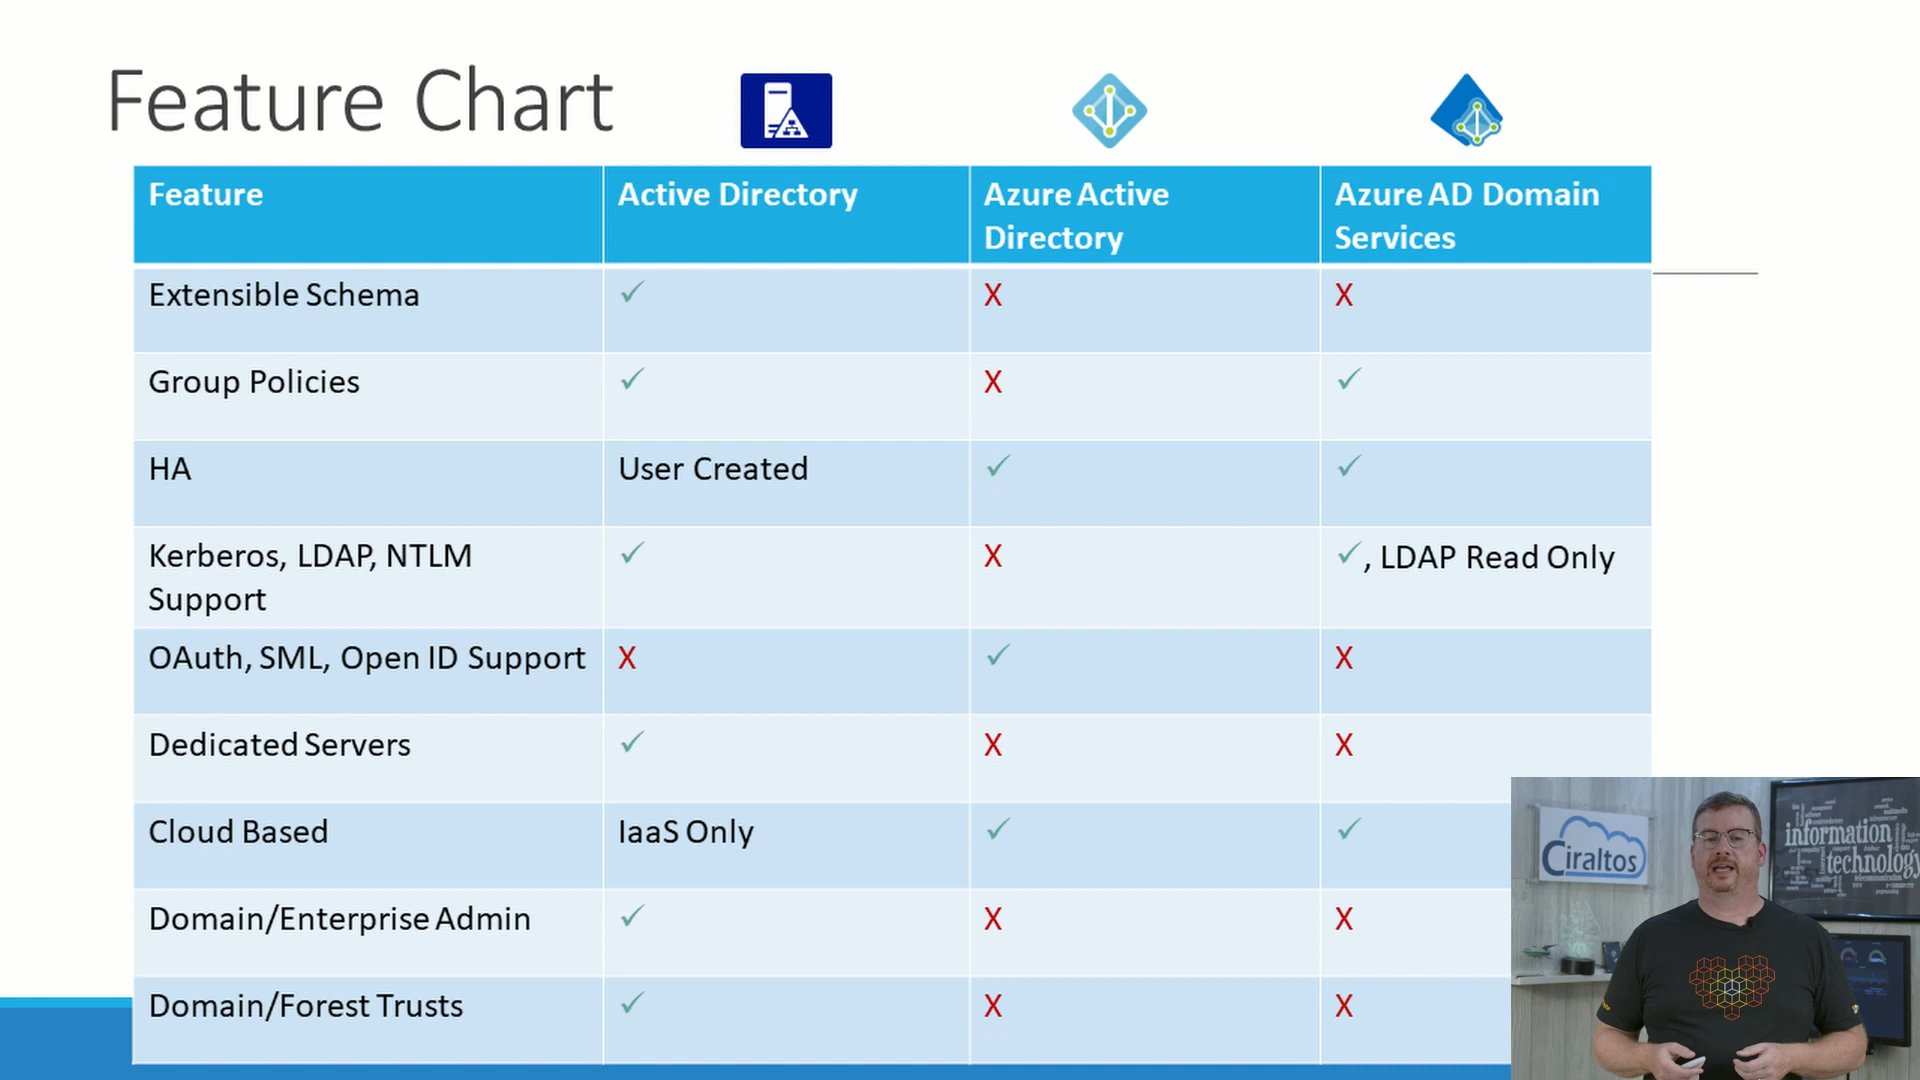 Feature Chart
Feature Active Directory Azure Active Directory Azure AD Domain Services
Extensible Schema ✓ X X
Group Policies ✓ X ✓
HA User Created ✓ ✓
Kerberos, LDAP, NTLM Support ✓ X ✓, LDAP Read Only
OAuth, SML, Open ID Support X ✓ X
Dedicated Servers ✓ X X
Cloud Based IaaS Only ✓ ✓
Domain/Enterprise Admin ✓ X X
Domain/Forest Trusts ✓ X X
Ciraltos
information
technology